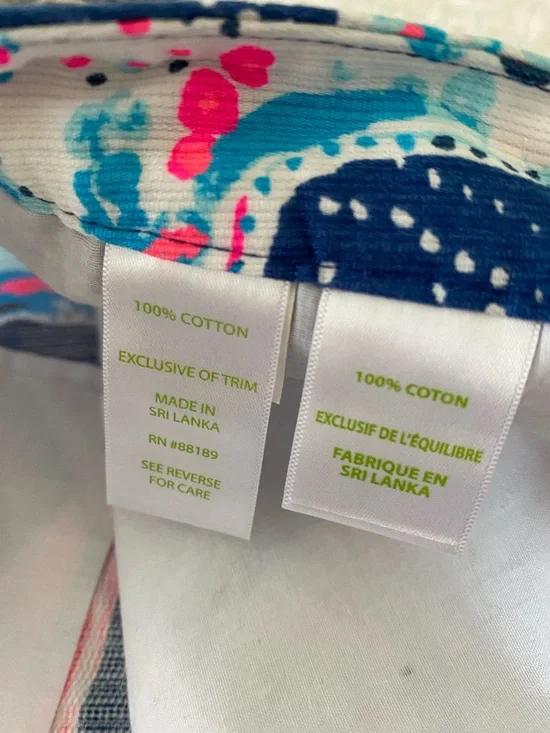 100% COTTON
EXCLUSIVE OF TRIM
MADE IN
SRI LANKA
RN #88189
SEE REVERSE
FOR CARE
100% COTON
EXCLUSIF DE L'ÉQUILIBRE
FABRIQUE EN
SRI LANKA